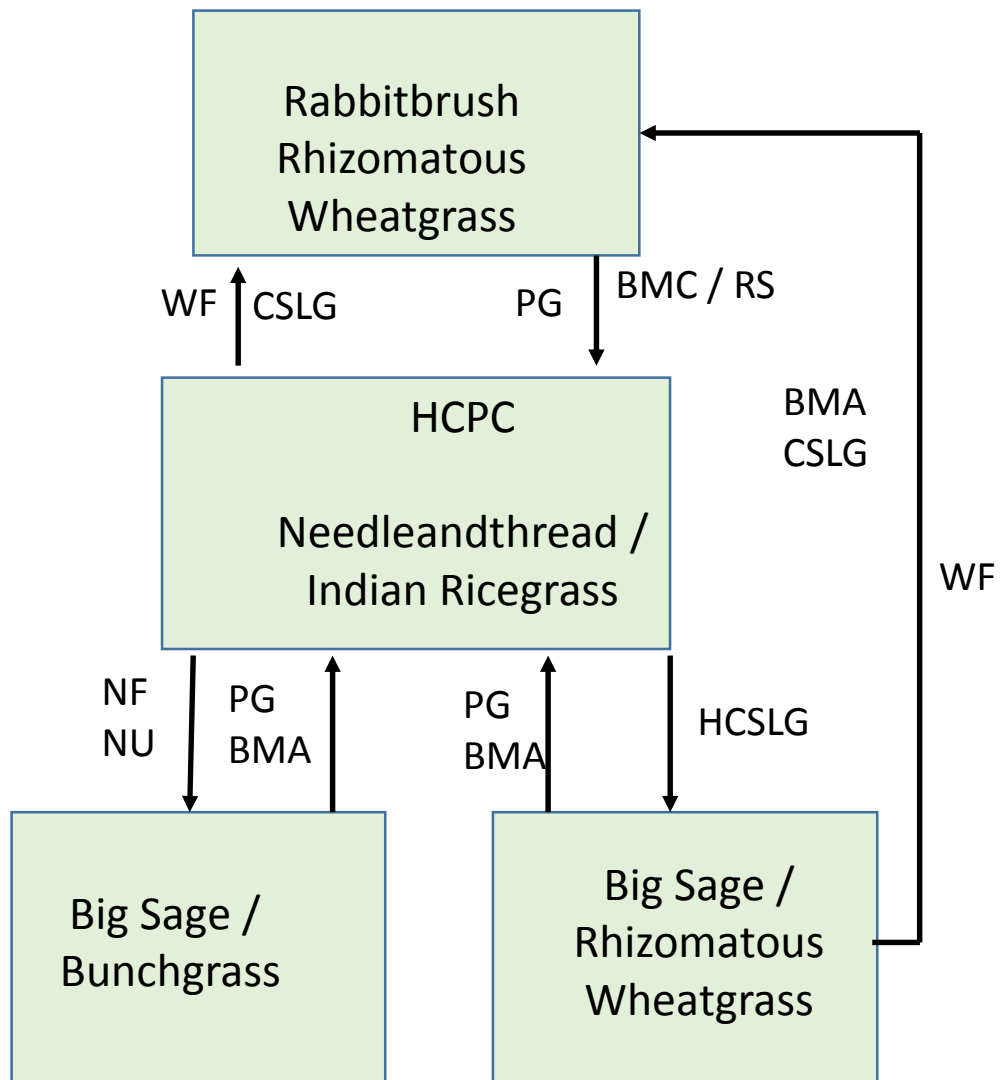 Rabbitbrush
Rhizomatous
Wheatgrass
WF
CSLG
PG
BMC / RS
HCPC
Needleandthread /
Indian Ricegrass
BMA
CSLG
WF
NF
NU
PG
BMA
PG
BMA
HCSLG
Big Sage /
Bunchgrass
Big Sage /
Rhizomatous
Wheatgrass